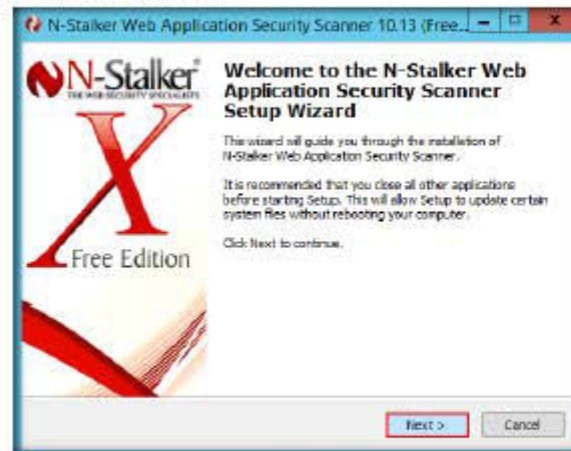 N-Stalker Web Application Security Scanner 10.13 (Free...
N-Stalker®
THE WEB SECURITY SPECIALISTS
X
Free Edition
Welcome to the N-Stalker Web
Application Security Scanner
Setup Wizard
This wizard will guide you through the installation of
N-Stalker Web Application Security Scanner.
It is recommended that you close all other applications
before starting Setup. This will allow Setup to update certain
system files without rebooting your computer.
Click Next to continue.
Next >
Cancel